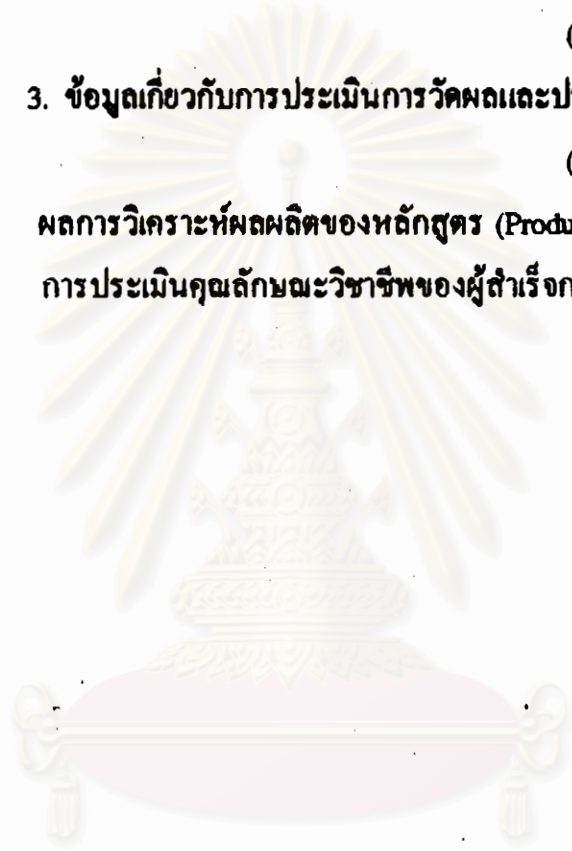 (
3. ข้อมูลเกี่ยวกับการประเมินการวัดผลและป
(
ผลการวิเคราะห์ผลผลิตของหลักสูตร (Produ
การประเมินคุณลักษณะวิชาชีพของผู้สำเร็จก